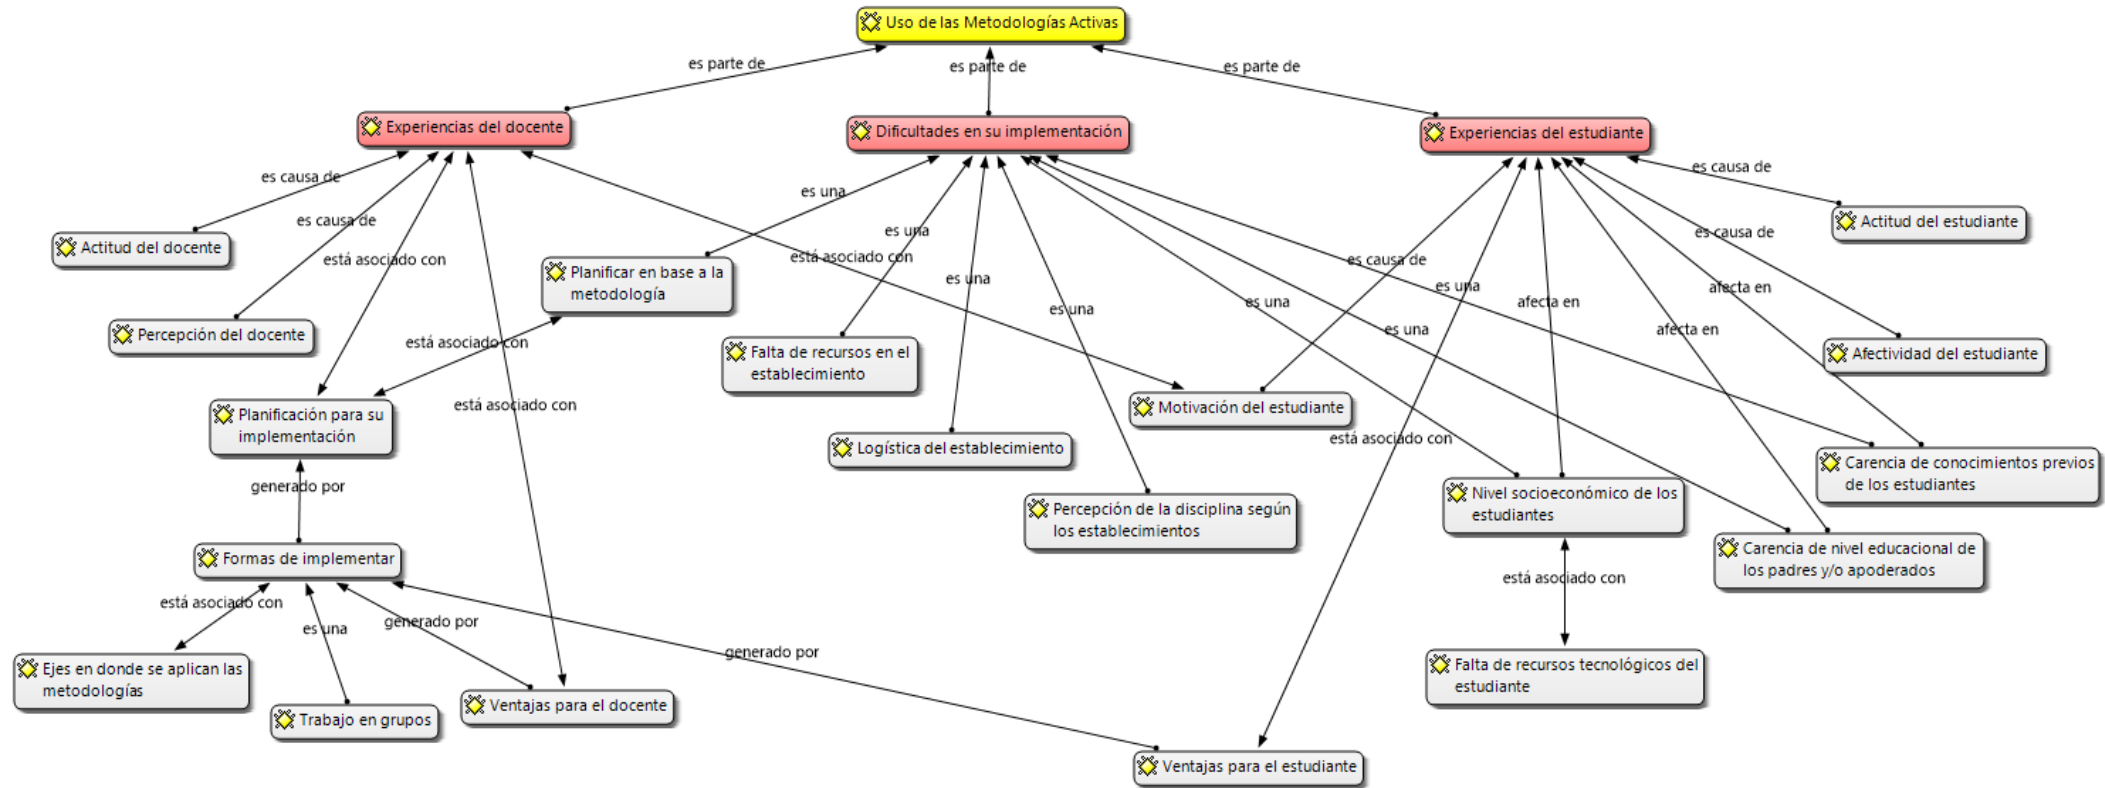 Uso de las Metodologías Activas
es parte de
es parte de
es parte de
Experiencias del docente
Dificultades en su implementación
Experiencias del estudiante
es causa de
es una
es causa de
es causa de
Actitud del docente
es una
Actitud del estudiante
es causa de
está asociado con
está asociado con
es causa de
Planificar en base a la
metodología
es una
es una
afecta en
afecta en
Percepción del docente
está asociado con
es una
es una
es una
afecta en
Falta de recursos en el
establecimiento
Afectividad del estudiante
Planificación para su
implementación
está asociado con
Motivación del estudiante
está asociado con
Logística del establecimiento
Carencia de conocimientos previos
de los estudiantes
generado por
Nivel socioeconómico de los
estudiantes
Percepción de la disciplina según
los establecimientos
Formas de implementar
Carencia de nivel educacional de
los padres y/o apoderados
está asociado con
está asociado con
es una
generado por
generado por
Ejes en donde se aplican las
metodologías
Falta de recursos tecnológicos del
estudiante
Trabajo en grupos
Ventajas para el docente
Ventajas para el estudiante